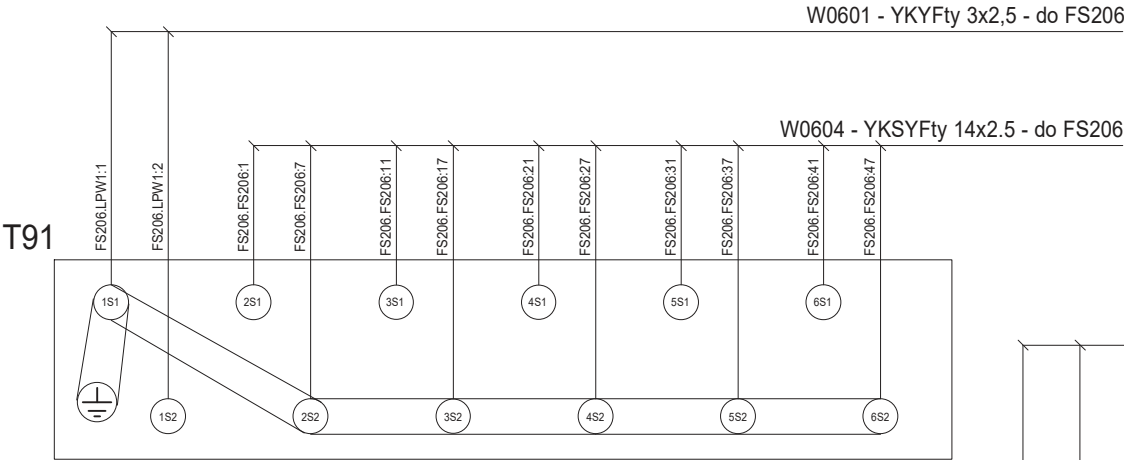 W0601 - YKYFty 3x2,5 - do FS206
W0604 - YKSYFty 14x2.5 - do FS206
FS206.LPW1:1
FS206.LPW1:2
FS206.FS206:1
FS206.FS206:7
FS206.FS206:11
FS206.FS206:17
FS206.FS206:21
FS206.FS206:27
FS206.FS206:31
FS206.FS206:37
FS206.FS206:41
FS206.FS206:47
T91
1S1
2S1
3S1
4S1
5S1
6S1
1S2
2S2
3S2
4S2
5S2
6S2